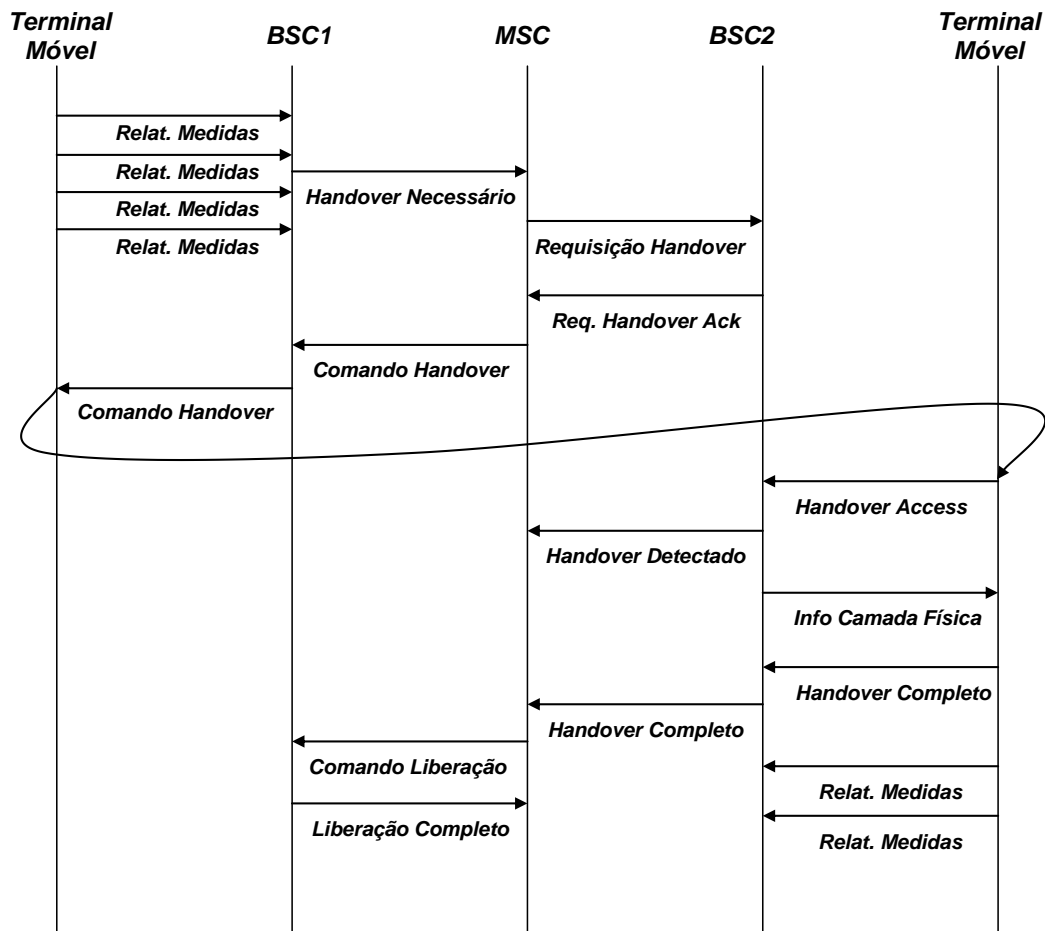 Terminal
Móvel
BSC1
MSC
BSC2
Terminal
Móvel
Relat. Medidas
Relat. Medidas
Handover Necessário
Relat. Medidas
Relat. Medidas
Requisição Handover
Req. Handover Ack
Comando Handover
Comando Handover
Handover Access
Handover Detectado
Info Camada Física
Handover Completo
Handover Completo
Comando Liberação
Relat. Medidas
Liberação Completo
Relat. Medidas